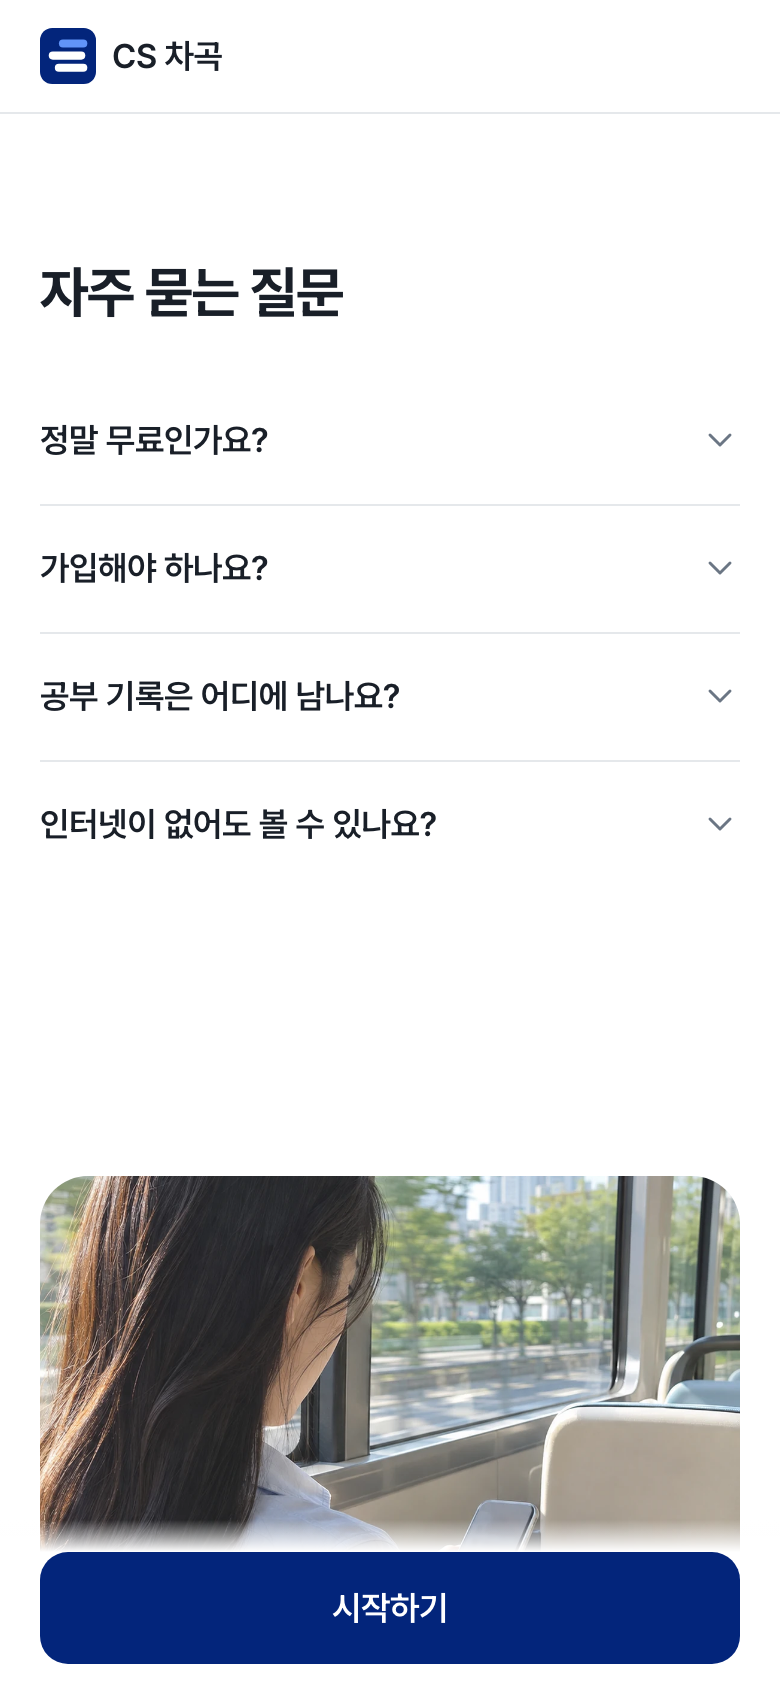 CS 차곡
자주 묻는 질문
정말 무료인가요?
가입해야 하나요?
공부 기록은 어디에 남나요?
인터넷이 없어도 볼 수 있나요?
시작하기